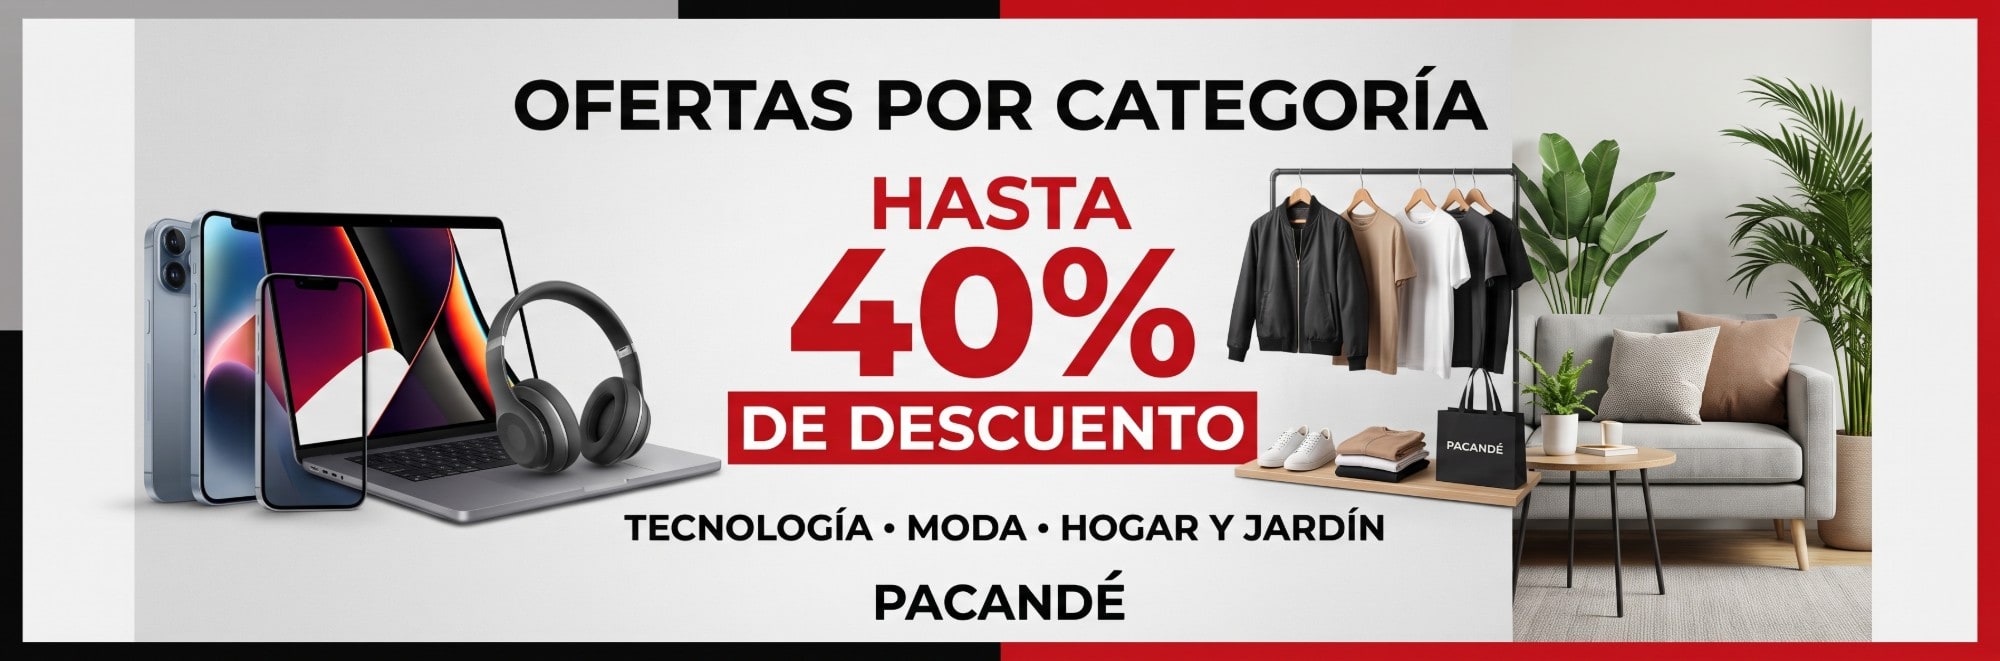 OFERTAS POR CATEGORÍA
HASTA
40%
DE DESCUENTO
PACANDÉ
TECNOLOGÍA • MODA • HOGAR Y JARDÍN
PACANDÉ